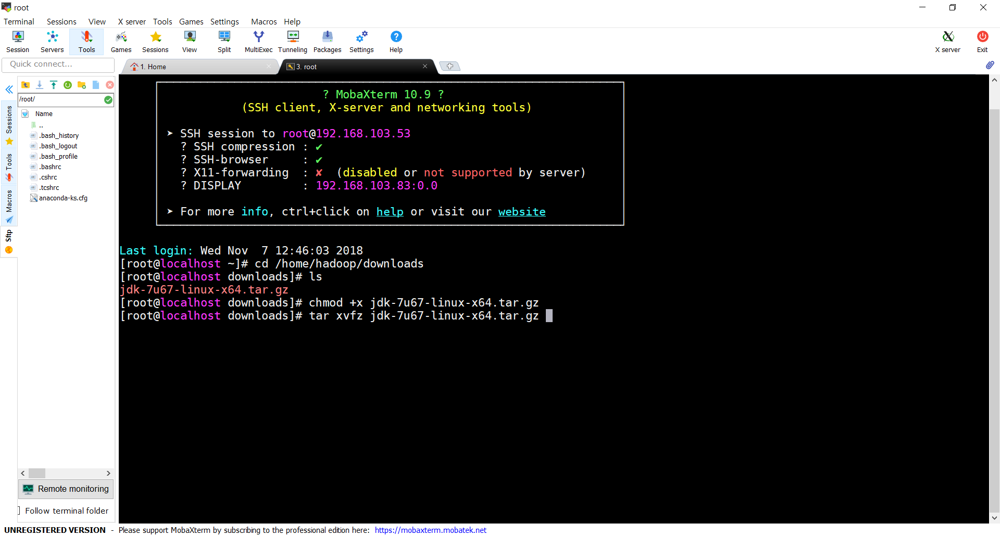 root
Terminal Sessions View X server Tools Games Settings Macros Help
Session Servers Tools Games Sessions View Split MultiExec Tunneling Packages Settings Help X server Exit
Quick connect...
1. Home
3. root
/root/
Name
..
.bash_history
.bash_logout
.bash_profile
.bashrc
.cshrc
.tcshrc
anaconda-ks.cfg
Sessions
Tools
Macros
Sftp
Remote monitoring
Follow terminal folder
? MobaXterm 10.9 ?
(SSH client, X-server and networking tools)
➤ SSH session to root@192.168.103.53
? SSH compression : ✔
? SSH-browser : ✔
? X11-forwarding : ✘ (disabled or not supported by server)
? DISPLAY : 192.168.103.83:0.0
➤ For more info, ctrl+click on help or visit our website
Last login: Wed Nov  7 12:46:03 2018
[root@localhost ~]# cd /home/hadoop/downloads
[root@localhost downloads]# ls
jdk-7u67-linux-x64.tar.gz
[root@localhost downloads]# chmod +x jdk-7u67-linux-x64.tar.gz
[root@localhost downloads]# tar xvfz jdk-7u67-linux-x64.tar.gz
UNREGISTERED VERSION - Please support MobaXterm by subscribing to the professional edition here: https://mobaxterm.mobatek.net